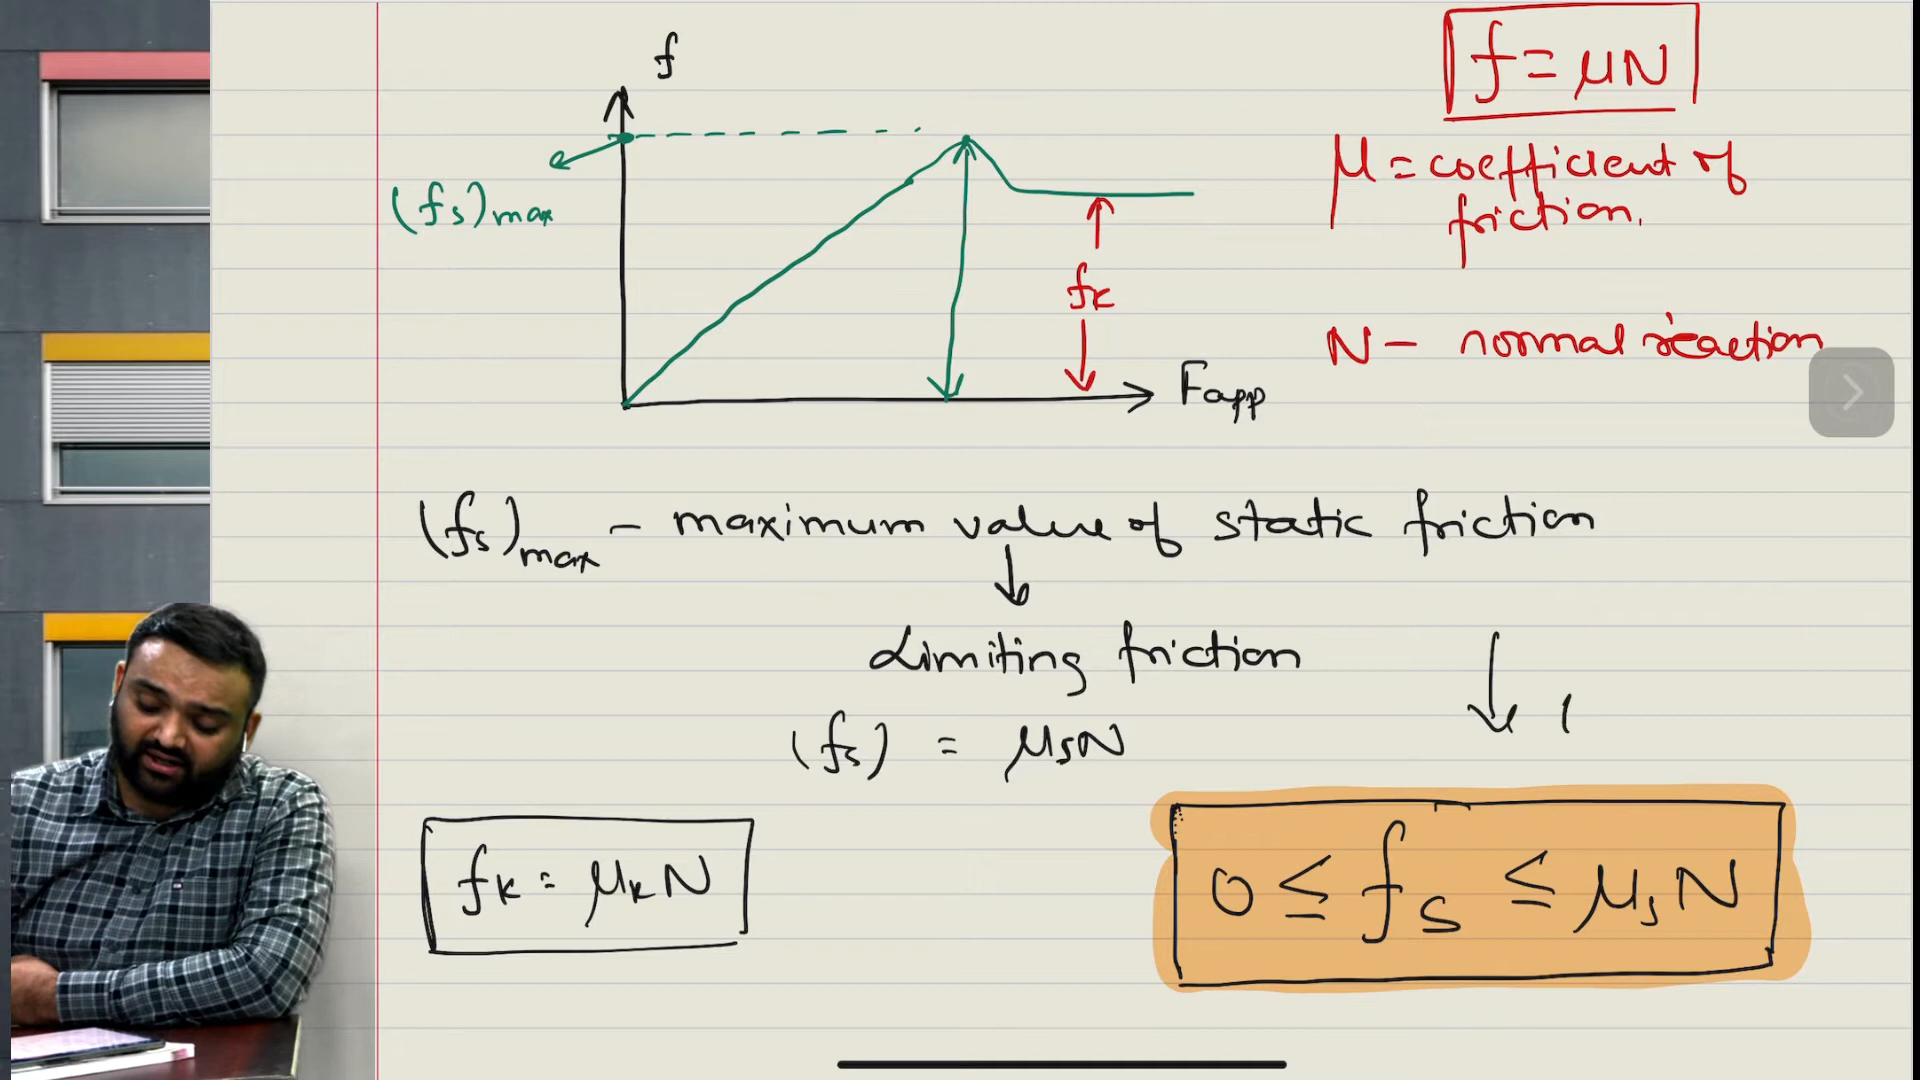 f
f = μN
μ = coefficient of
friction.
(fs)max
fk
N - normal reaction
Fapp
(fs)max - maximum value of static friction
↓
Limiting friction
↓ (
(fs) = μsN
fk = μkN
0 ≤ fs ≤ μsN